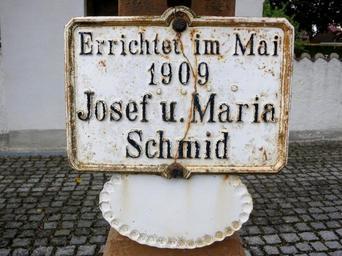 Errichtet im Mai
1909
Josef u. Maria
Schmid